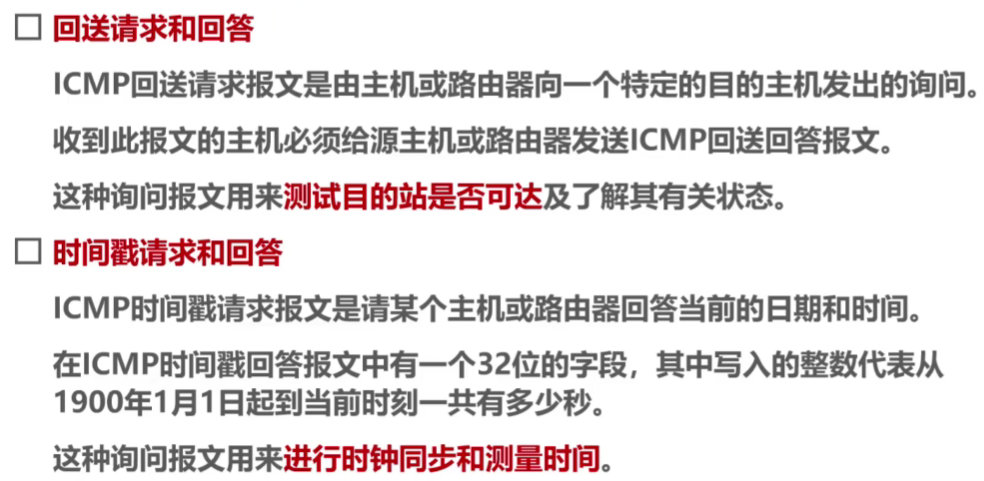 回送请求和回答
ICMP回送请求报文是由主机或路由器向一个特定的目的主机发出的询问。
收到此报文的主机必须给源主机或路由器发送ICMP回送回答报文。
这种询问报文用来测试目的站是否可达及了解其有关状态。
时间戳请求和回答
ICMP时间戳请求报文是请某个主机或路由器回答当前的日期和时间。
在ICMP时间戳回答报文中有一个32位的字段，其中写入的整数代表从
1900年1月1日起到当前时刻一共有多少秒。
这种询问报文用来进行时钟同步和测量时间。